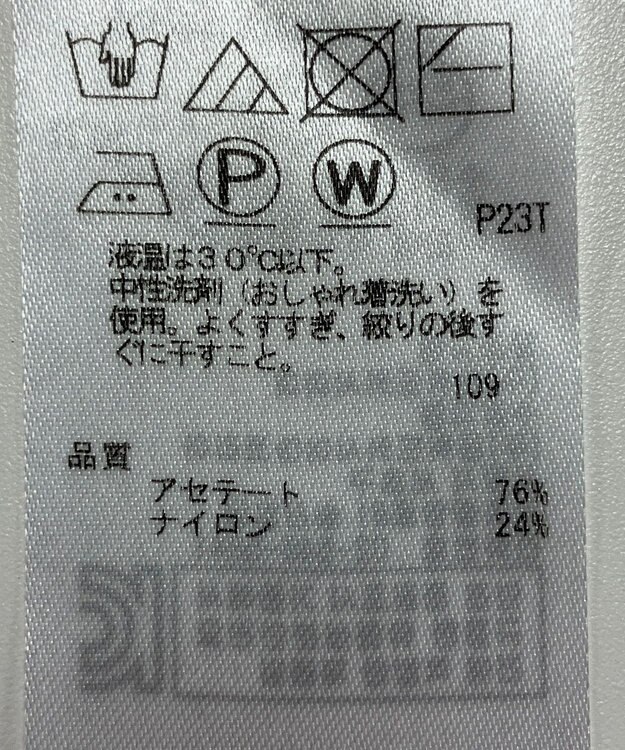 P
W
P23T
液温は30℃以下。
中性洗剤（おしゃれ着洗い）を
使用。よくすすぎ、絞りの後す
ぐに干すこと。
109
品質
アセテート 76%
ナイロン 24%